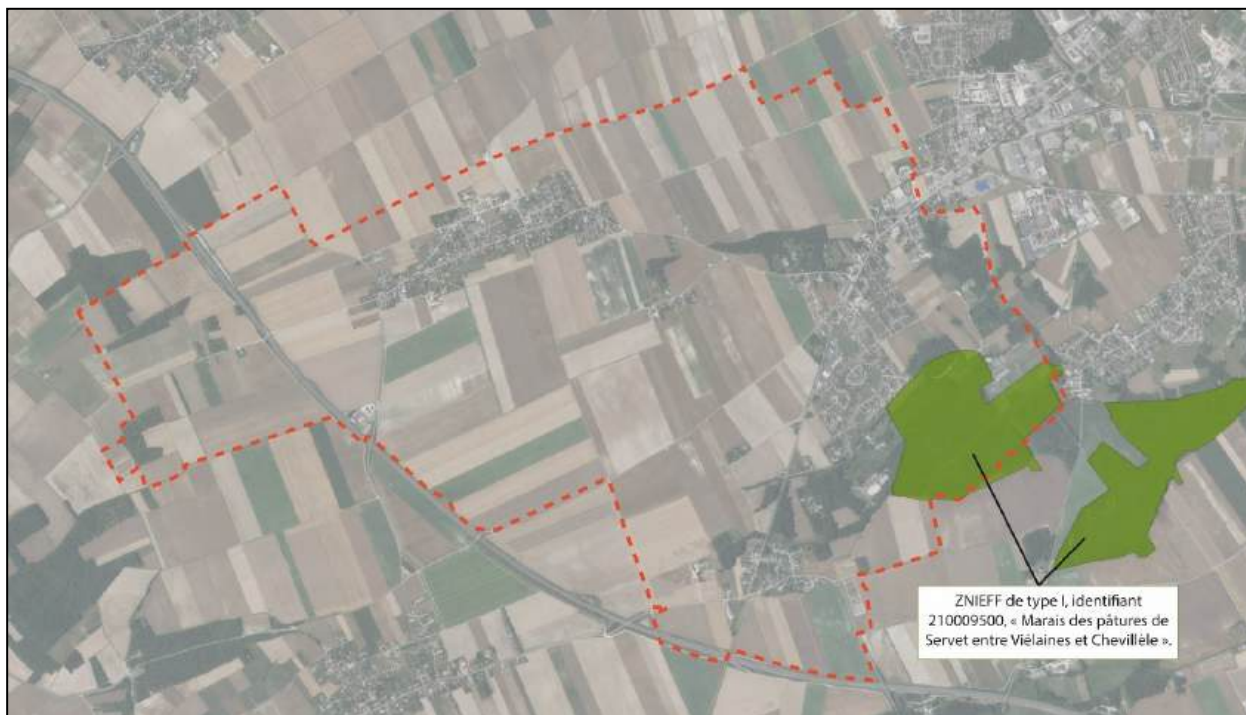 ZNIEFF de type I, identifiant
210009500, « Marais des pâtures de
Servet entre Viélaines et Chevillèle ».